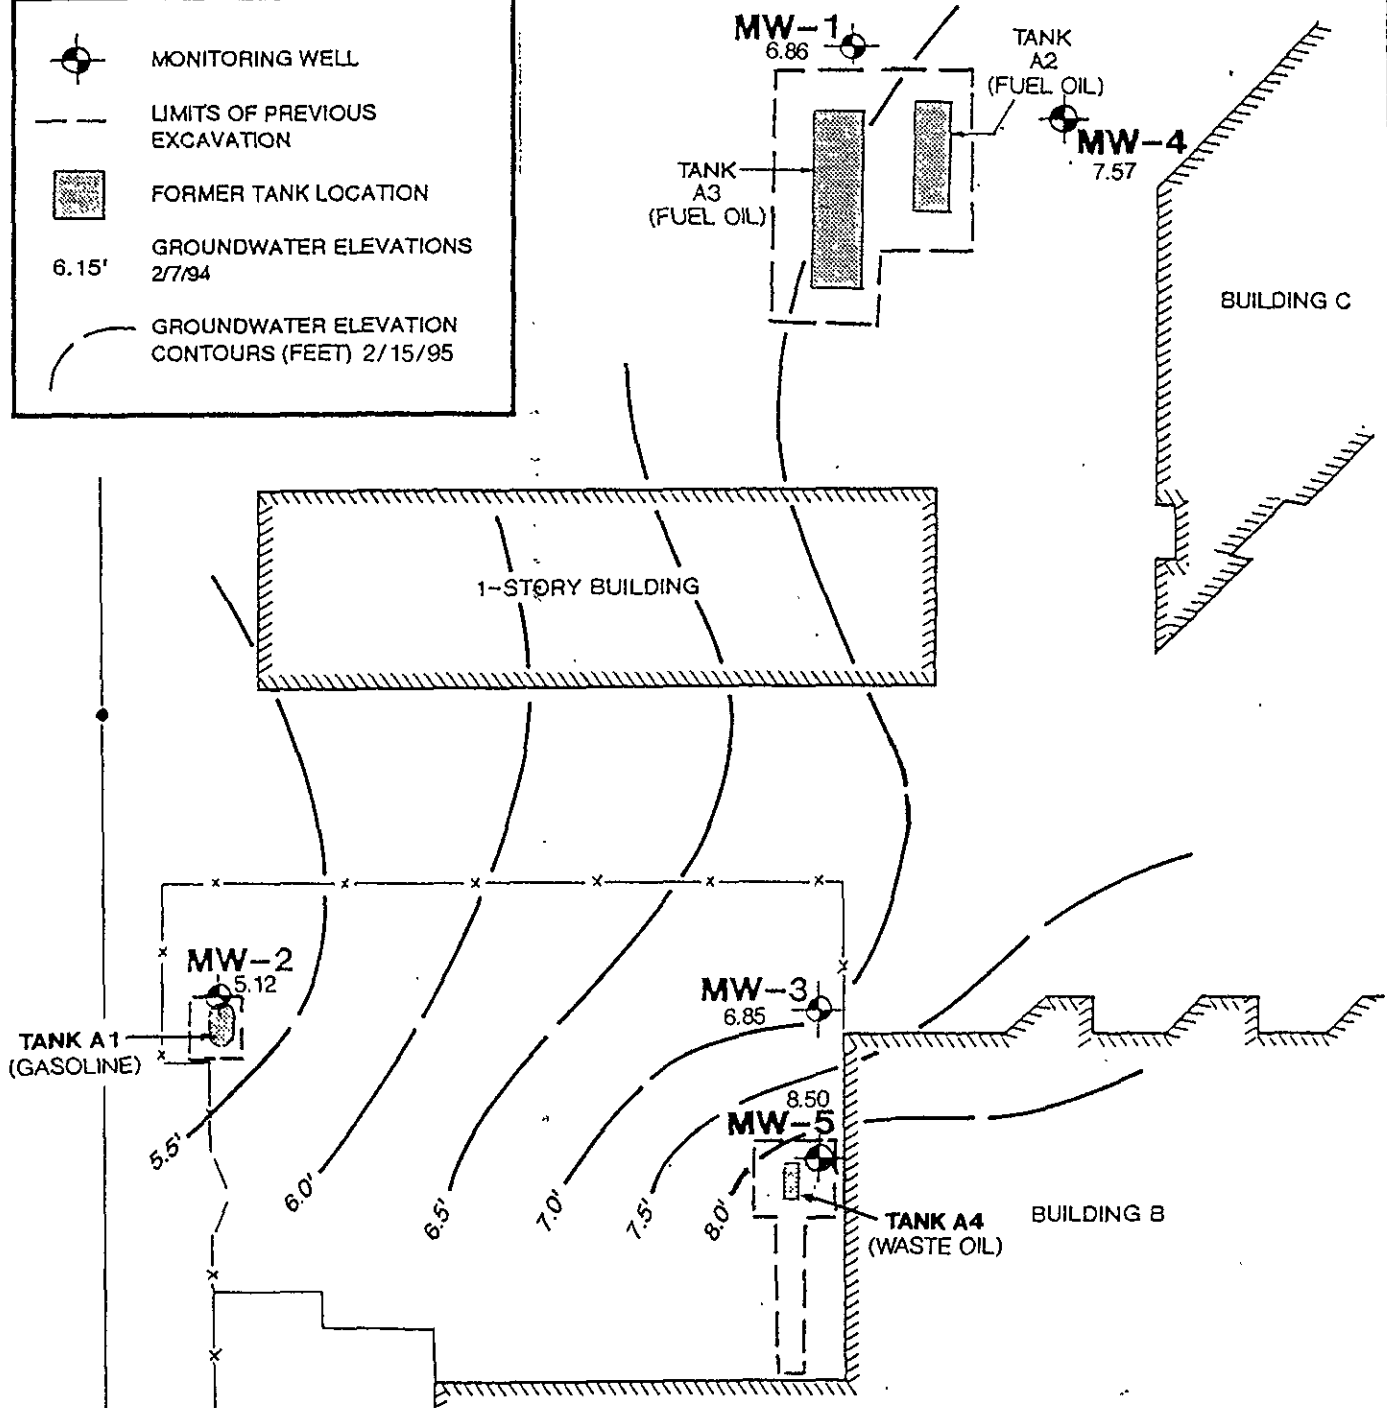 MONITORING WELL
LIMITS OF PREVIOUS
EXCAVATION
FORMER TANK LOCATION
6.15'
GROUNDWATER ELEVATIONS
2/7/94
GROUNDWATER ELEVATION
CONTOURS (FEET) 2/15/95
MW-1
6.86
TANK
A2
(FUEL OIL)
MW-4
7.57
TANK
A3
(FUEL OIL)
BUILDING C
1-STORY BUILDING
MW-2
5.12
TANK A1
(GASOLINE)
MW-3
6.85
8.50
MW-5
5.5'
6.0'
6.5'
7.0'
7.5'
8.0'
TANK A4
(WASTE OIL)
BUILDING B